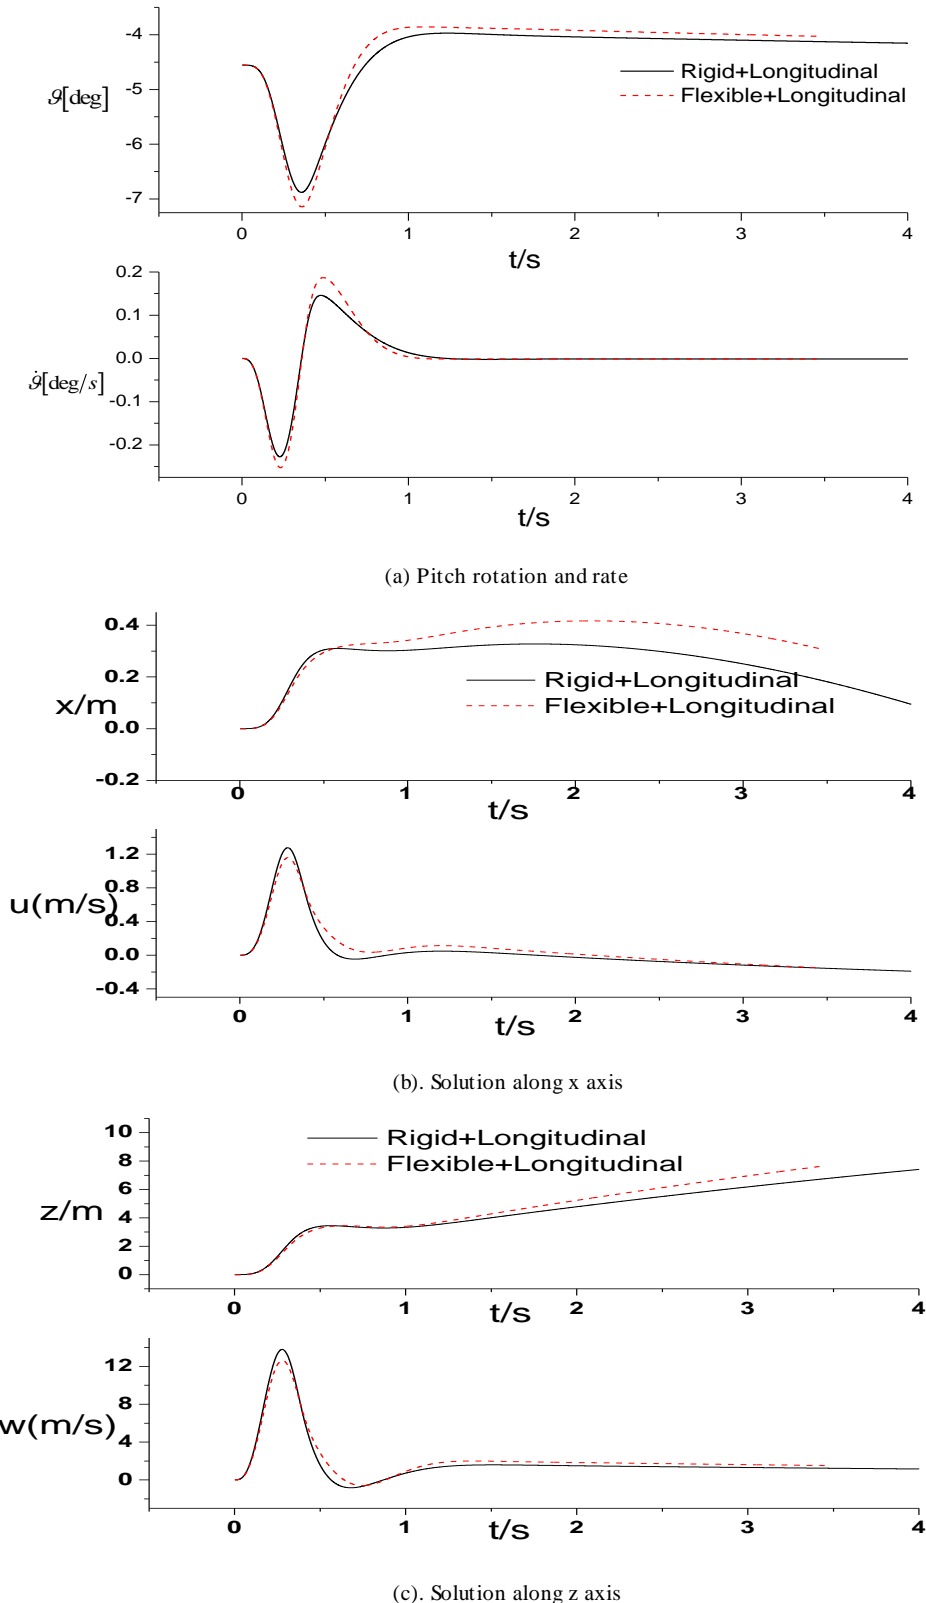 -4
-5
-6
-7
ϑ[deg]
Rigid+Longitudinal
Flexible+Longitudinal
0 1 2 3 4
t/s
0.2
0.1
0.0
-0.1
-0.2
ϑ̇[deg/s]
0 1 2 3 4
t/s
(a) Pitch rotation and rate
0.4
0.2
0.0
-0.2
x/m
Rigid+Longitudinal
Flexible+Longitudinal
0 1 2 3 4
t/s
1.2
0.8
0.4
0.0
-0.4
u(m/s)
0 1 2 3 4
t/s
(b). Solution along x axis
10
8
6
4
2
0
z/m
Rigid+Longitudinal
Flexible+Longitudinal
0 1 2 3 4
t/s
12
8
4
0
w(m/s)
0 1 2 3 4
t/s
(c). Solution along z axis